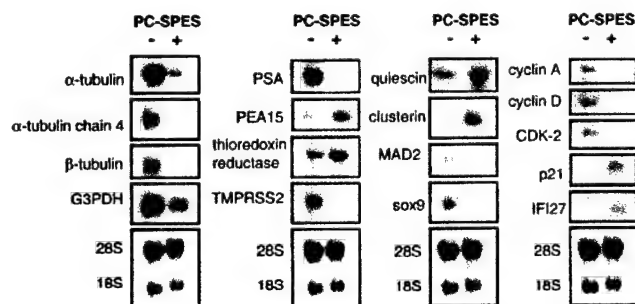 PC-SPES
- +
α-tubulin
α-tubulin chain 4
β-tubulin
G3PDH
28S
18S
PC-SPES
- +
PSA
PEA15
thioredoxin
reductase
TMPRSS2
28S
18S
PC-SPES
- +
quiescin
clusterin
MAD2
sox9
28S
18S
PC-SPES
- +
cyclin A
cyclin D
CDK-2
p21
IFI27
28S
18S